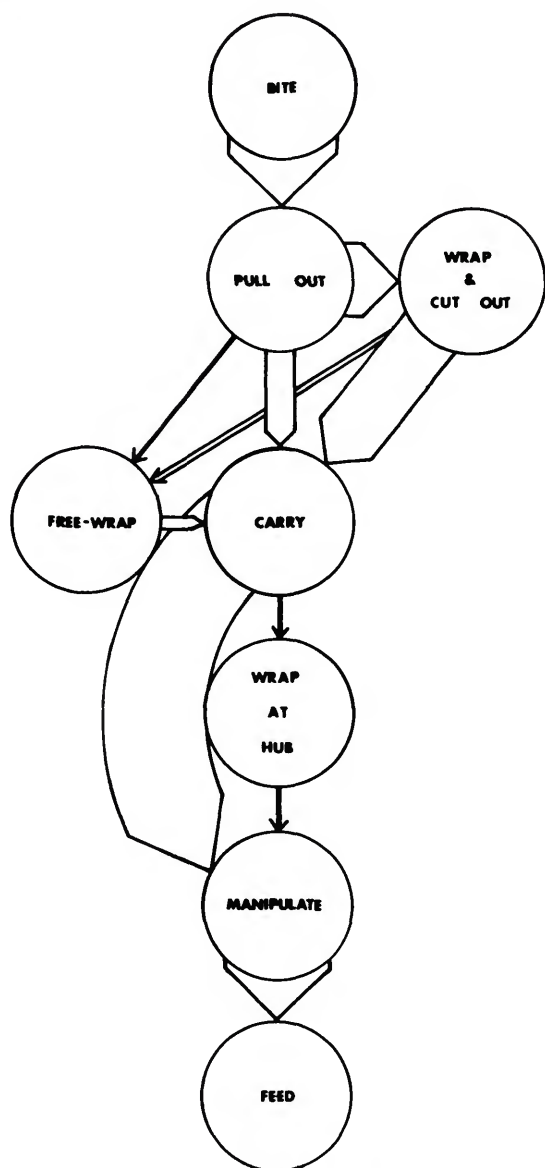 BITE
PULL OUT
WRAP
&
CUT OUT
FREE-WRAP
CARRY
WRAP
AT
HUB
MANIPULATE
FEED